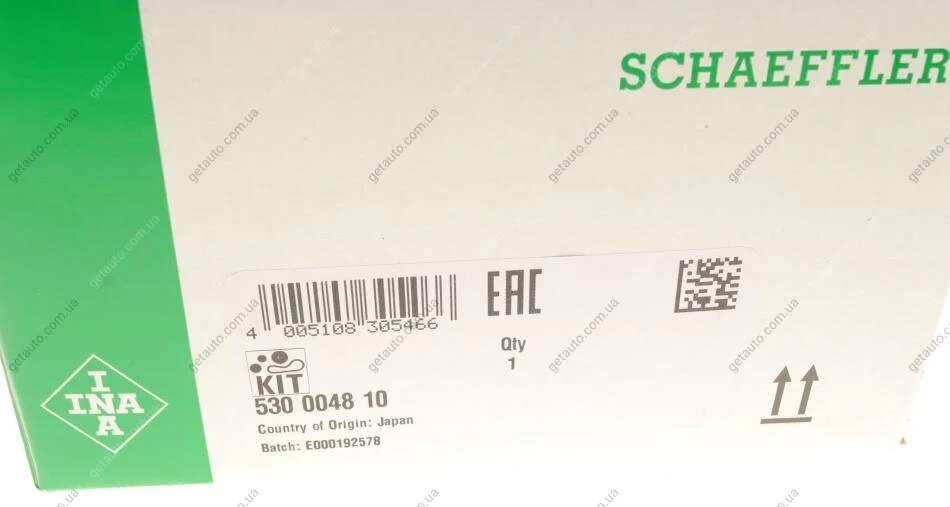 SCHAEFFLER
EAC
4 005108 305466
Qty
1
KIT
530 0048 10
Country of Origin: Japan
Batch: E000192578
INA
INA
getauto.com.ua